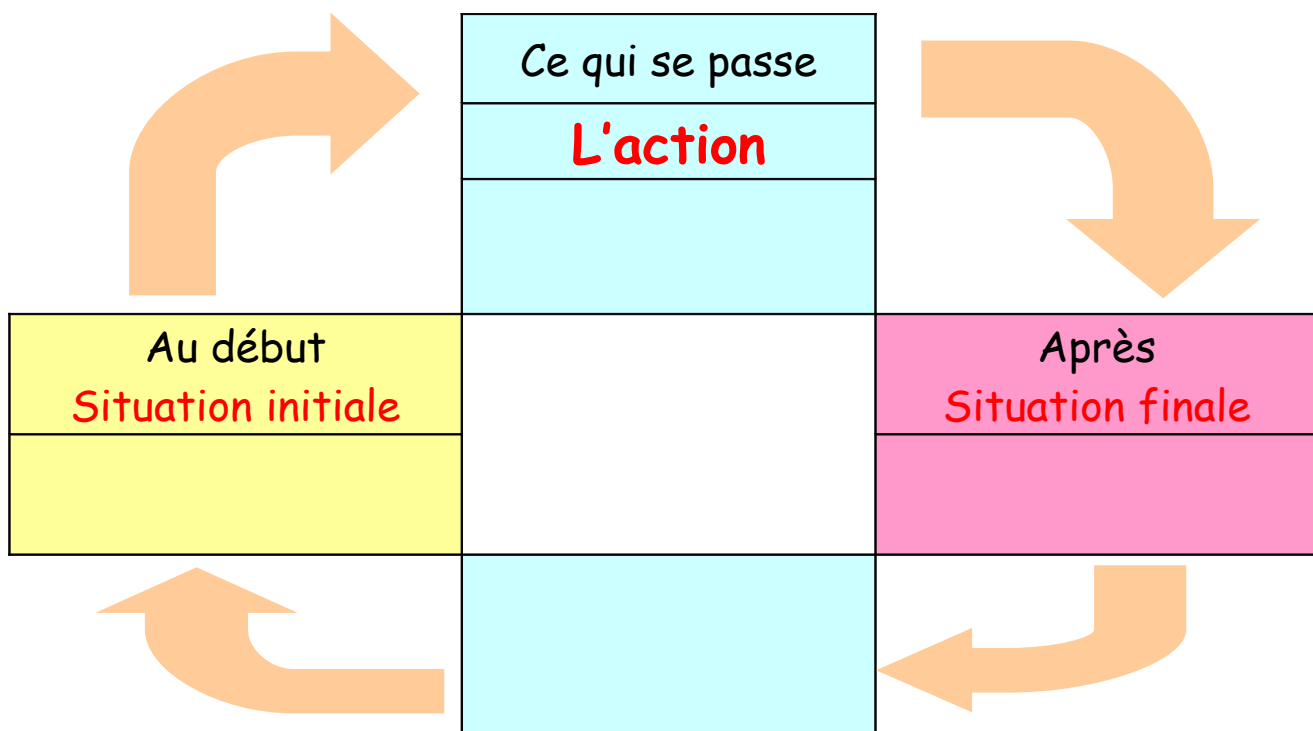 Ce qui se passe
L'action
Au début
Situation initiale
Après
Situation finale